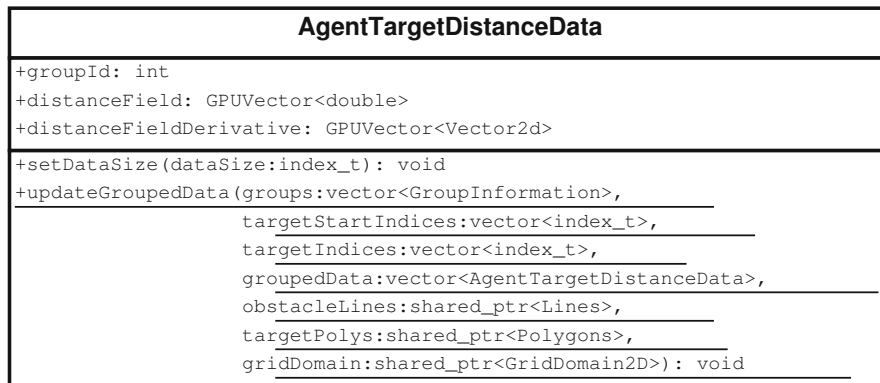 AgentTargetDistanceData
+groupId: int
+distanceField: GPUVector<double>
+distanceFieldDerivative: GPUVector<Vector2d>
+setDataSize(dataSize:index_t): void
+updateGroupedData(groups:vector<GroupInformation>,
targetStartIndices:vector<index_t>,
targetIndices:vector<index_t>,
groupedData:vector<AgentTargetDistanceData>,
obstacleLines:shared_ptr<Lines>,
targetPolys:shared_ptr<Polygons>,
gridDomain:shared_ptr<GridDomain2D>): void